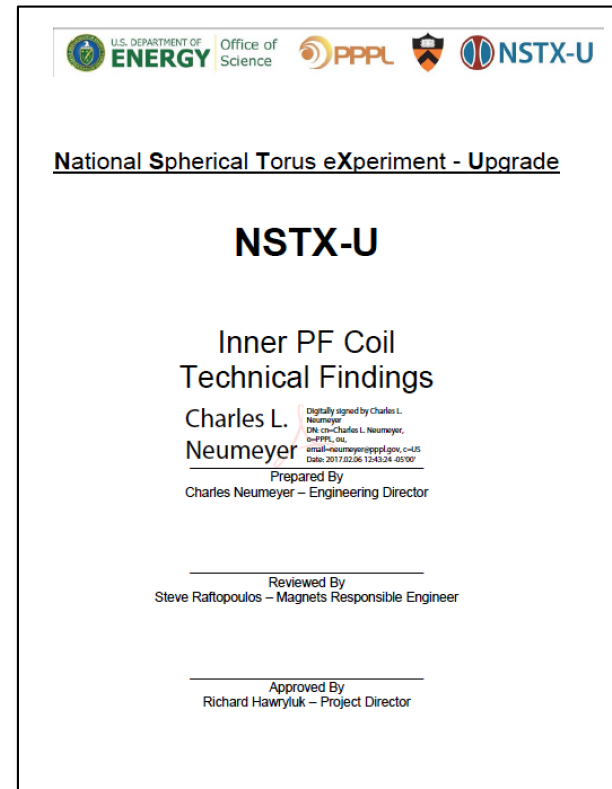 U.S. DEPARTMENT OF ENERGY Office of Science PPPL NSTX-U
National Spherical Torus eXperiment - Upgrade
NSTX-U
Inner PF Coil
Technical Findings
Charles L. Neumeyer
Digitally signed by Charles L.
Neumeyer
DN: cn=Charles L. Neumeyer,
o=PPPL, ou,
email=neumeyer@pppl.gov, c=US
Date: 2017.02.06 12:43:24 -05'00'
Prepared By
Charles Neumeyer – Engineering Director
Reviewed By
Steve Raftopoulos – Magnets Responsible Engineer
Approved By
Richard Hawryluk – Project Director